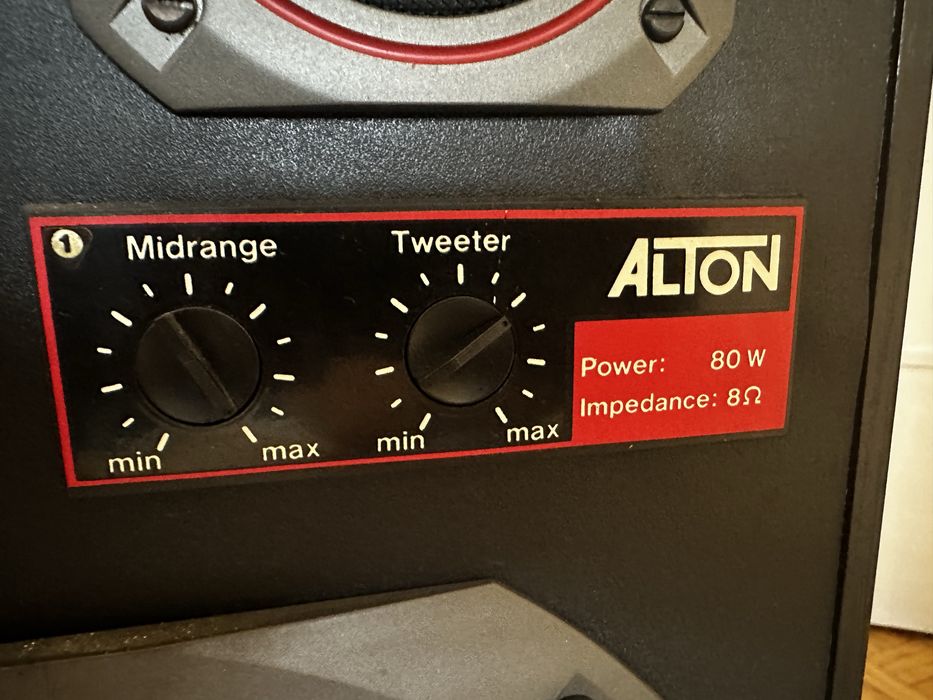 1
Midrange
min
max
Tweeter
min
max
ALTON
Power: 80 W
Impedance: 8Ω